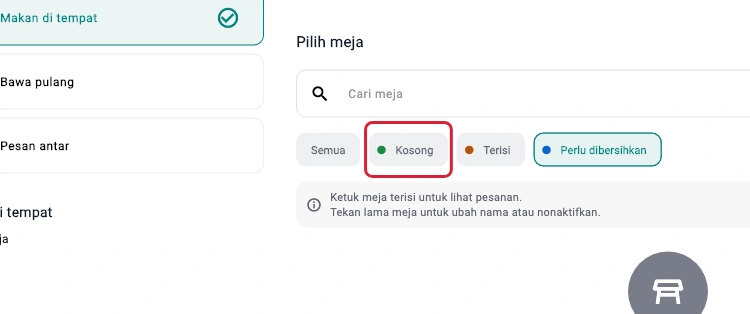 Makan di tempat
Bawa pulang
Pesan antar
i tempat
ja
Pilih meja
Cari meja
Semua
Kosong
Terisi
Perlu dibersihkan
Ketuk meja terisi untuk lihat pesanan.
Tekan lama meja untuk ubah nama atau nonaktifkan.